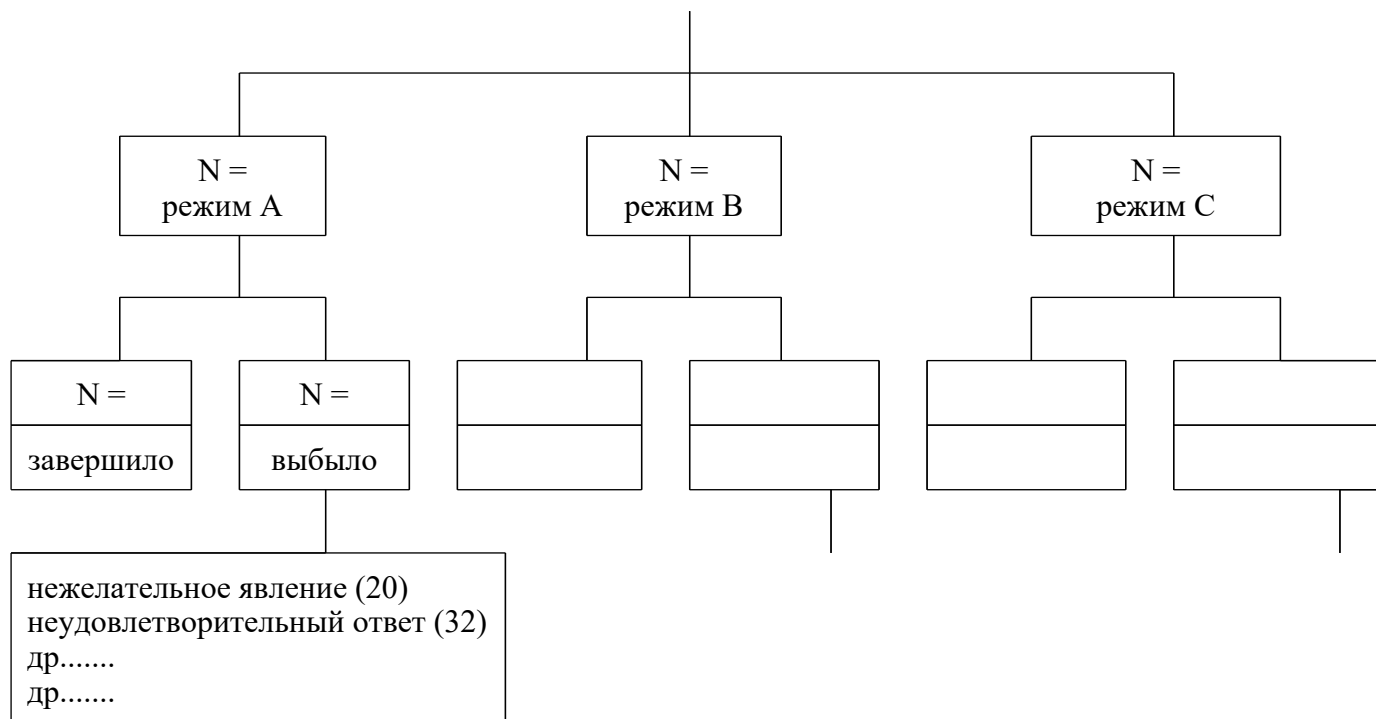 N =
режим A
N =
режим B
N =
режим C
N =
завершило
N =
выбыло
нежелательное явление (20)
неудовлетворительный ответ (32)
др.......
др.......